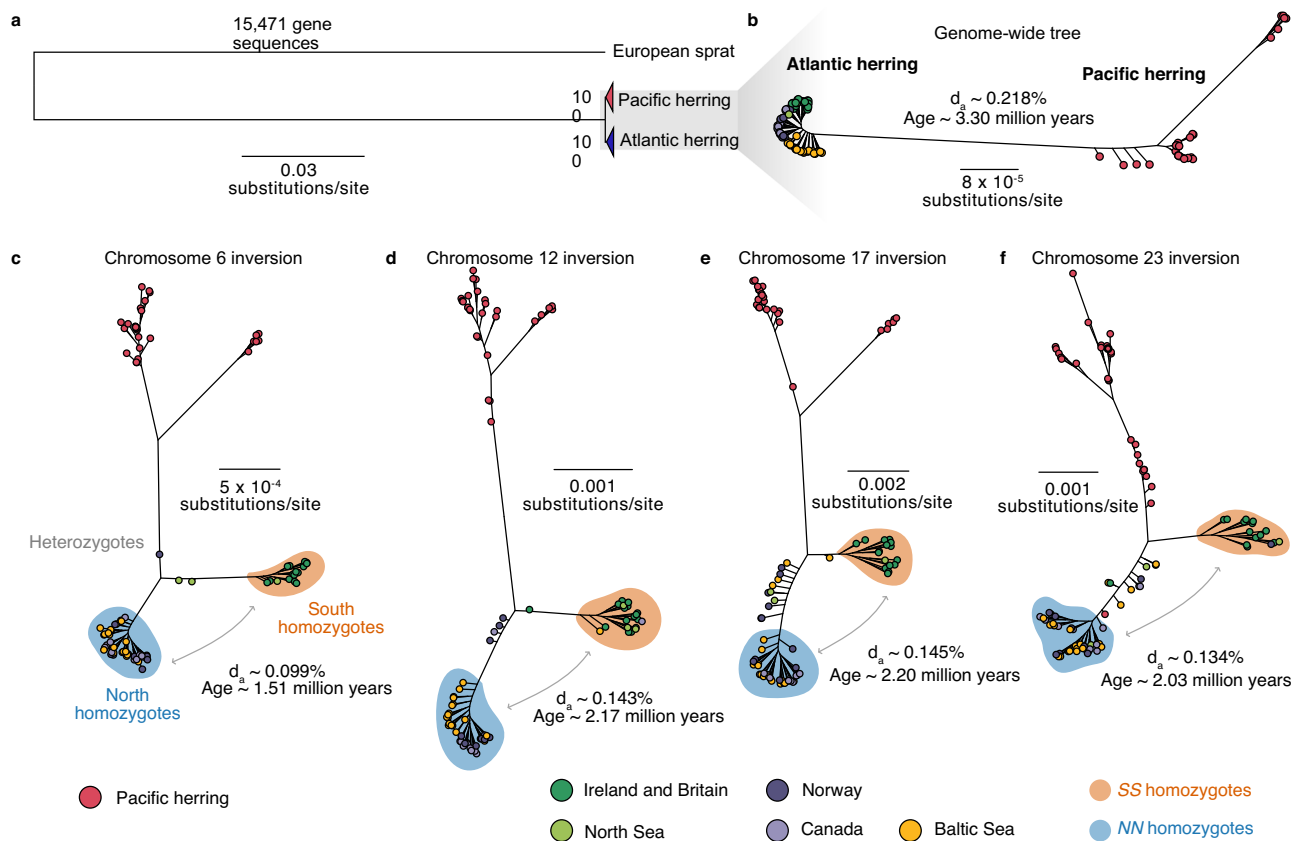 a
15,471 gene
sequences
European sprat
10
0
Pacific herring
10
0
Atlantic herring
0.03
substitutions/site
b
Genome-wide tree
Atlantic herring
Pacific herring
da ~ 0.218%
Age ~ 3.30 million years
8 x 10-5
substitutions/site
c
Chromosome 6 inversion
5 x 10-4
substitutions/site
Heterozygotes
South
homozygotes
North
homozygotes
da ~ 0.099%
Age ~ 1.51 million years
d
Chromosome 12 inversion
0.001
substitutions/site
da ~ 0.143%
Age ~ 2.17 million years
e
Chromosome 17 inversion
0.002
substitutions/site
da ~ 0.145%
Age ~ 2.20 million years
f
Chromosome 23 inversion
0.001
substitutions/site
da ~ 0.134%
Age ~ 2.03 million years
Pacific herring
Ireland and Britain
Norway
SS homozygotes
North Sea
Canada
Baltic Sea
NN homozygotes